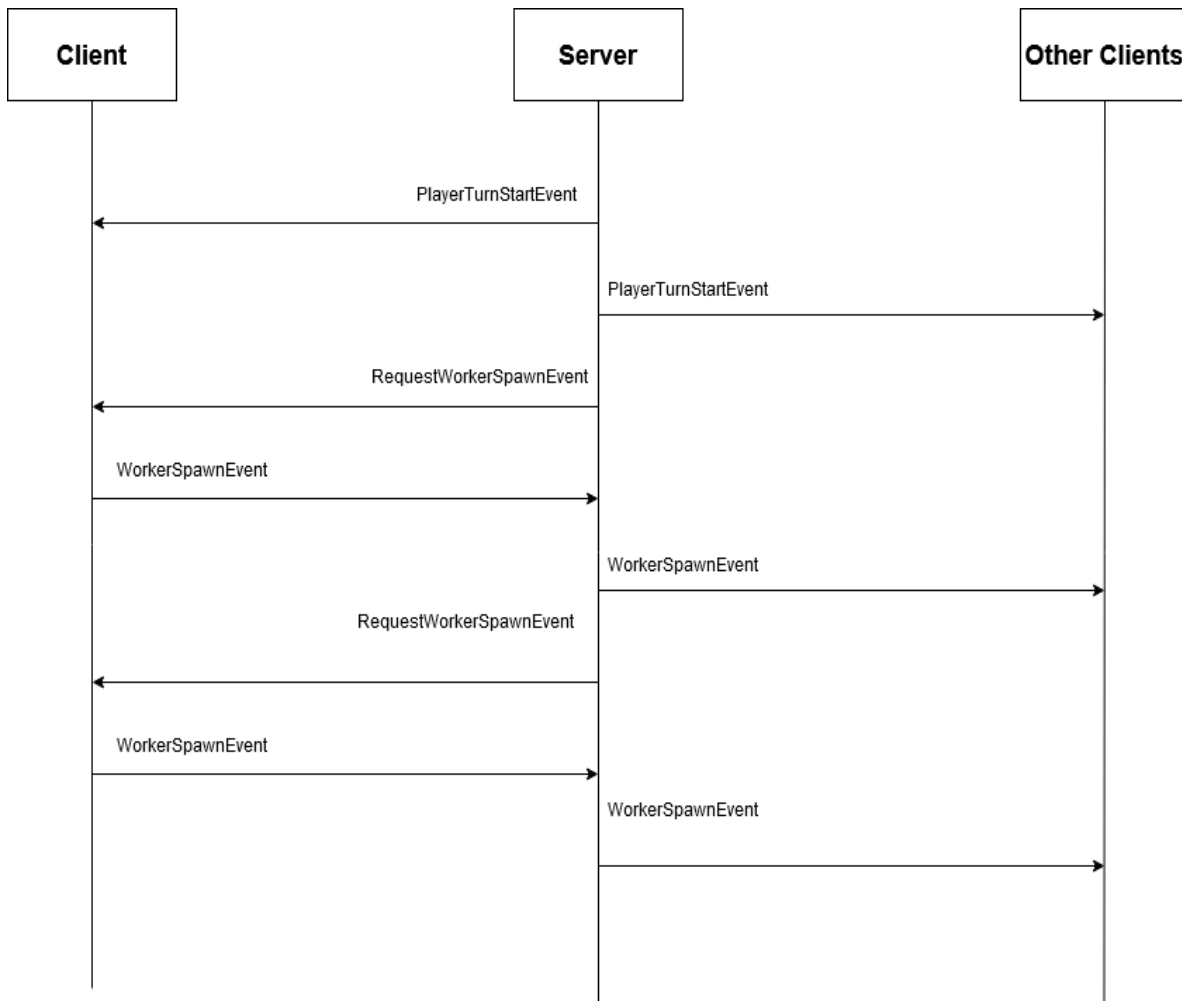 Client
Server
Other Clients
PlayerTurnStartEvent
PlayerTurnStartEvent
RequestWorkerSpawnEvent
WorkerSpawnEvent
WorkerSpawnEvent
RequestWorkerSpawnEvent
WorkerSpawnEvent
WorkerSpawnEvent